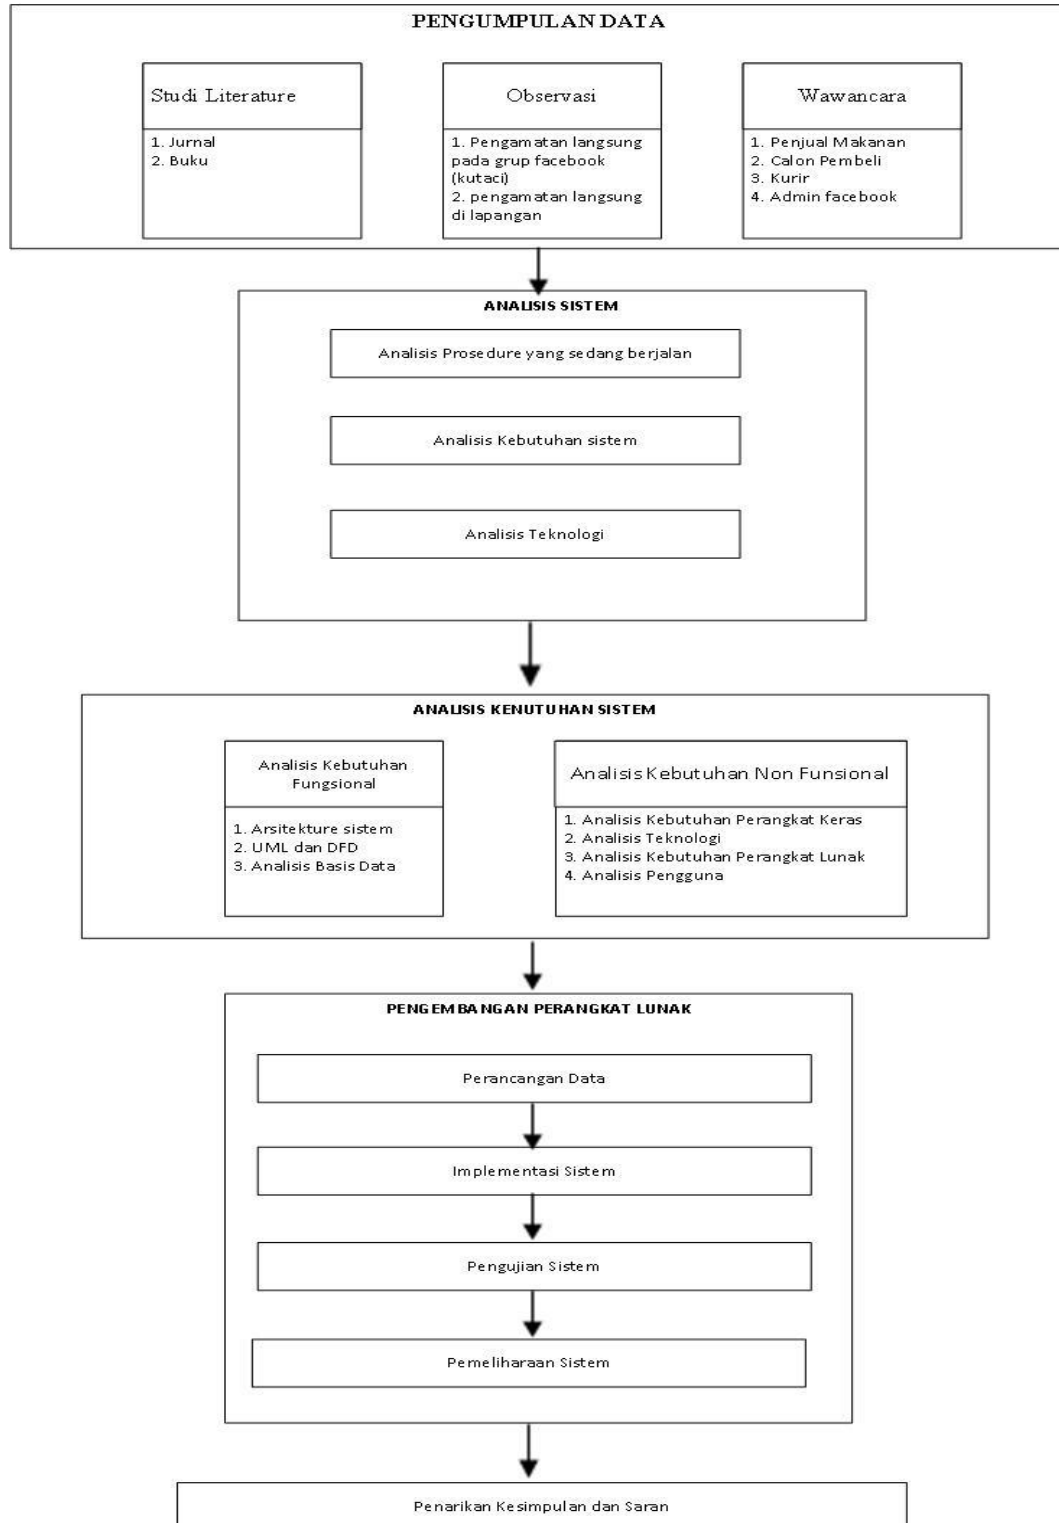 PENGUMPULAN DATA
Studi Literature
1. Jurnal
2. Buku
Observasi
1. Pengamatan langsung
pada grup facebook
(kutaci)
2. pengamatan langsung
di lapangan
Wawancara
1. Penjual Makanan
2. Calon Pembeli
3. Kurir
4. Admin facebook
ANALISIS SISTEM
Analisis Prosedure yang sedang berjalan
Analisis Kebutuhan sistem
Analisis Teknologi
ANALISIS KENUTUHAN SISTEM
Analisis Kebutuhan
Fungsional
1. Arsitekture sistem
2. UML dan DFD
3. Analisis Basis Data
Analisis Kebutuhan Non Funsional
1. Analisis Kebutuhan Perangkat Keras
2. Analisis Teknologi
3. Analisis Kebutuhan Perangkat Lunak
4. Analisis Pengguna
PENGEMBANGAN PERANGKAT LUNAK
Perancangan Data
Implementasi Sistem
Pengujian Sistem
Pemeliharaan Sistem
Penarikan Kesimpulan dan Saran